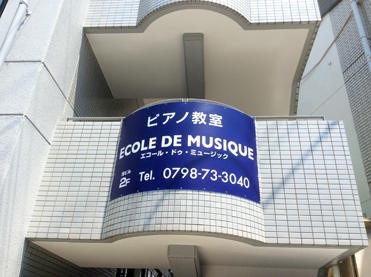 ピアノ教室
ECOLE DE MUSIQUE
エコール・ドゥ・ミュージック
2F Tel. 0798-73-3040